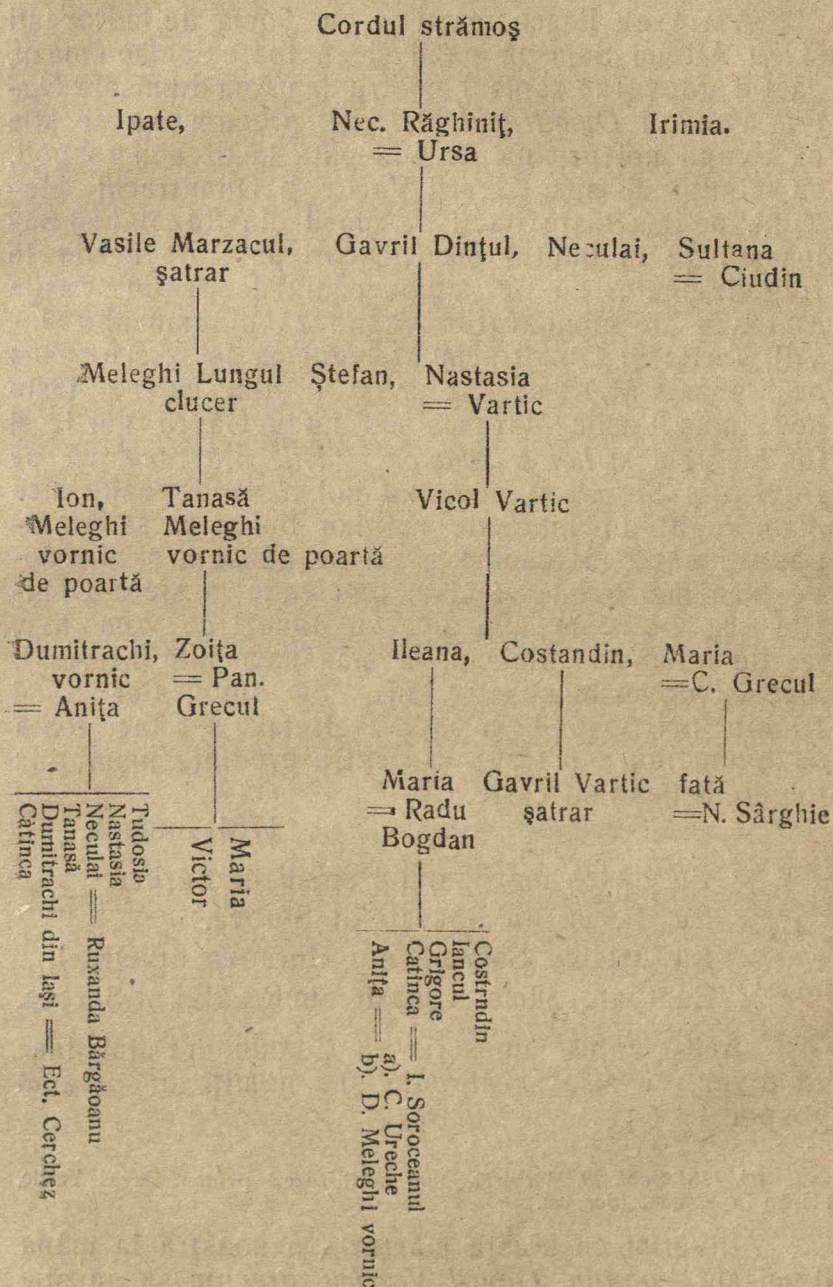 Cordul strămoş
Ipate, Nec. Răghiniţ, Irimia.
= Ursa
Vasile Marzacul, Gavril Dinţul, Neculai, Sultana
şatrar = Ciudin
Meleghi Lungul Ştefan, Nastasia
clucer = Vartic
Ion, Tanasă Vicol Vartic
Meleghi Meleghi
vornic vornic de poartă
de poartă
Dumitrachi, Zoiţa Ileana, Costandin, Maria
vornic = Pan. =C. Grecul
= Aniţa Grecul
Maria Gavril Vartic fată
= Radu şatrar =N. Sârghie
Bogdan
Tudosia
Nastasia
Neculai = Ruxanda Bărgăoanu
Tanasă
Dumitrachi din Iaşi = Ect. Cerchez
Catinca
Maria
Victor
Costrndin
Iancul
Grigore
Catinca = I. Soroceanul
Aniţa = a). C. Ureche
b). D. Meleghi vornic